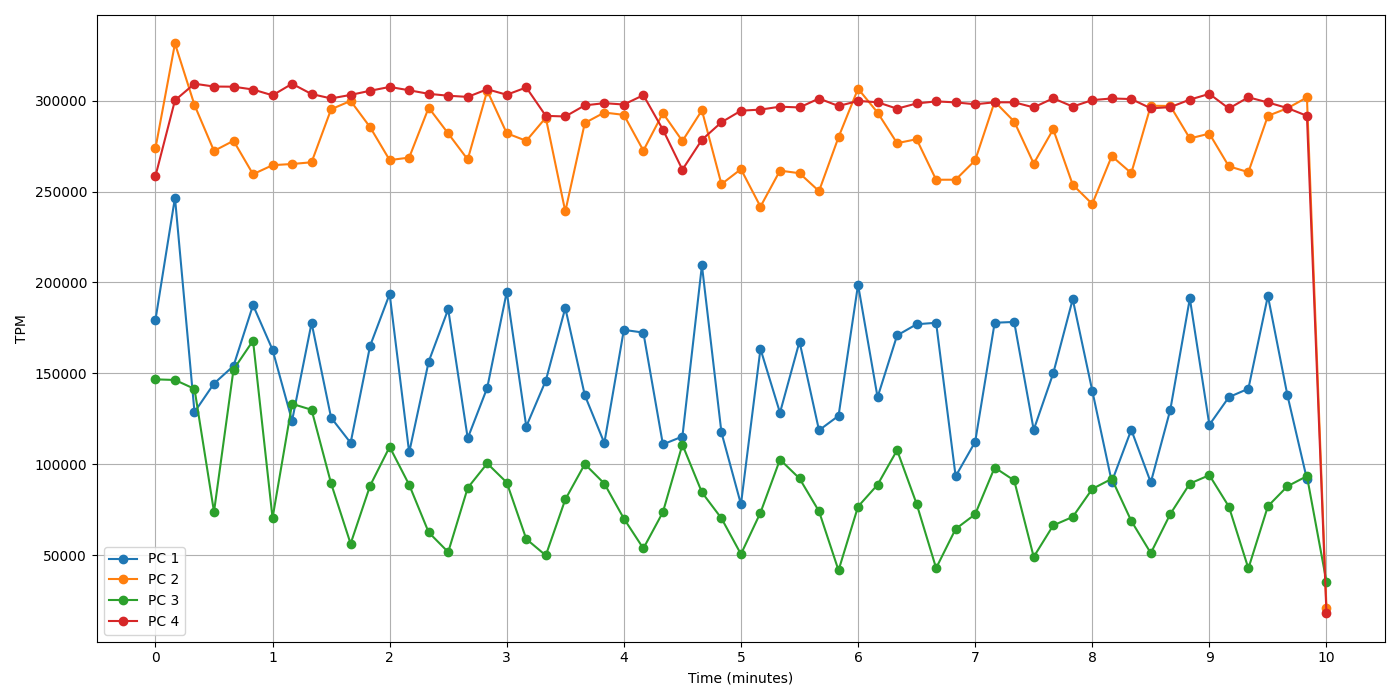 300000
250000
200000
150000
100000
50000
TPM
PC 1
PC 2
PC 3
PC 4
0 1 2 3 4 5 6 7 8 9 10
Time (minutes)